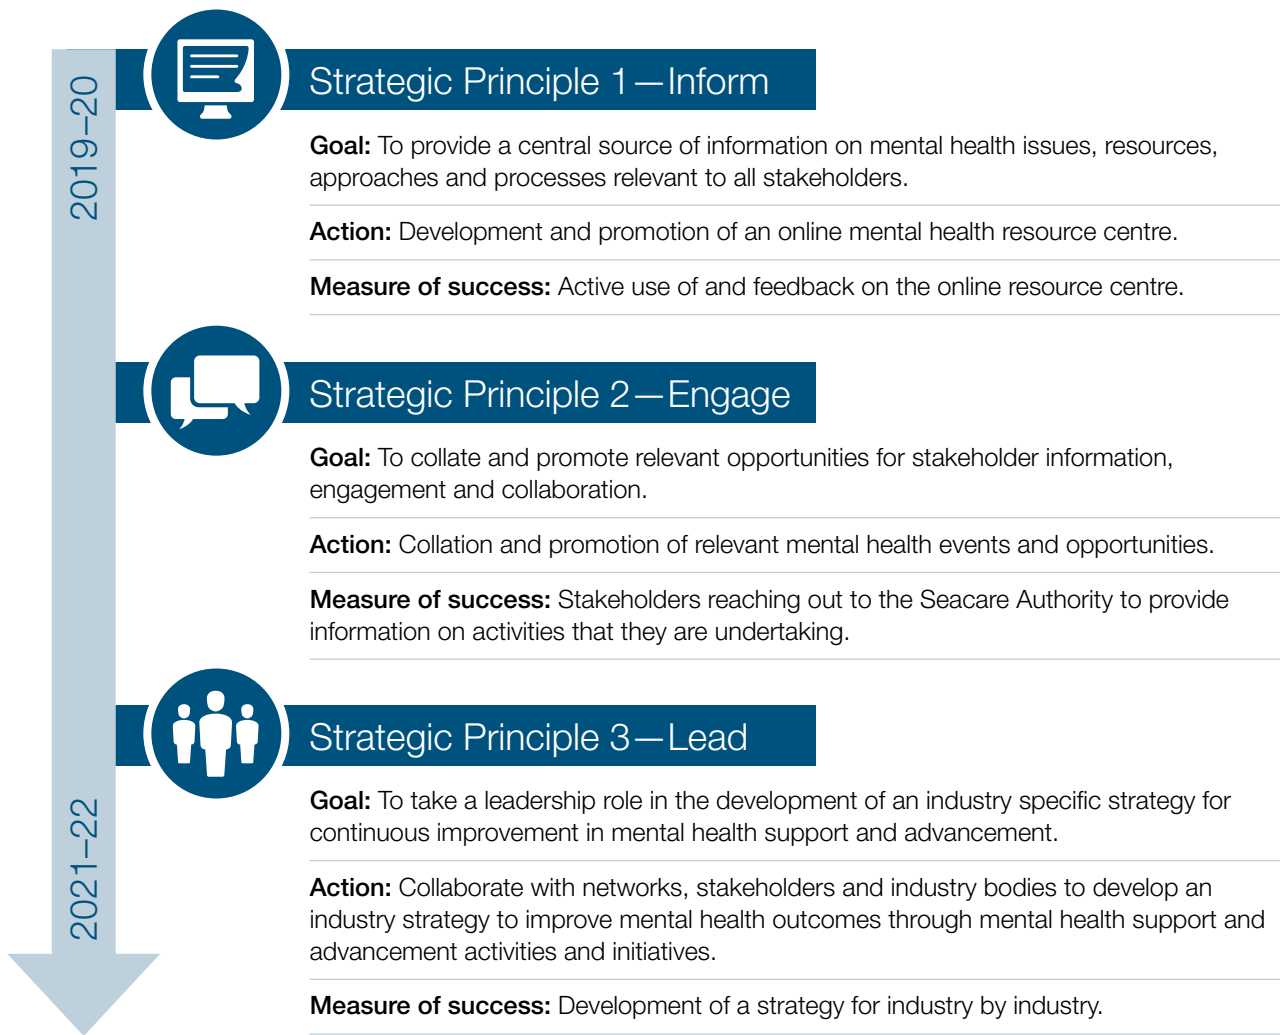 2019–20
Strategic Principle 1—Inform
Goal: To provide a central source of information on mental health issues, resources,
approaches and processes relevant to all stakeholders.
Action: Development and promotion of an online mental health resource centre.
Measure of success: Active use of and feedback on the online resource centre.
Strategic Principle 2—Engage
Goal: To collate and promote relevant opportunities for stakeholder information,
engagement and collaboration.
Action: Collation and promotion of relevant mental health events and opportunities.
Measure of success: Stakeholders reaching out to the Seacare Authority to provide
information on activities that they are undertaking.
2021–22
Strategic Principle 3—Lead
Goal: To take a leadership role in the development of an industry specific strategy for
continuous improvement in mental health support and advancement.
Action: Collaborate with networks, stakeholders and industry bodies to develop an
industry strategy to improve mental health outcomes through mental health support and
advancement activities and initiatives.
Measure of success: Development of a strategy for industry by industry.